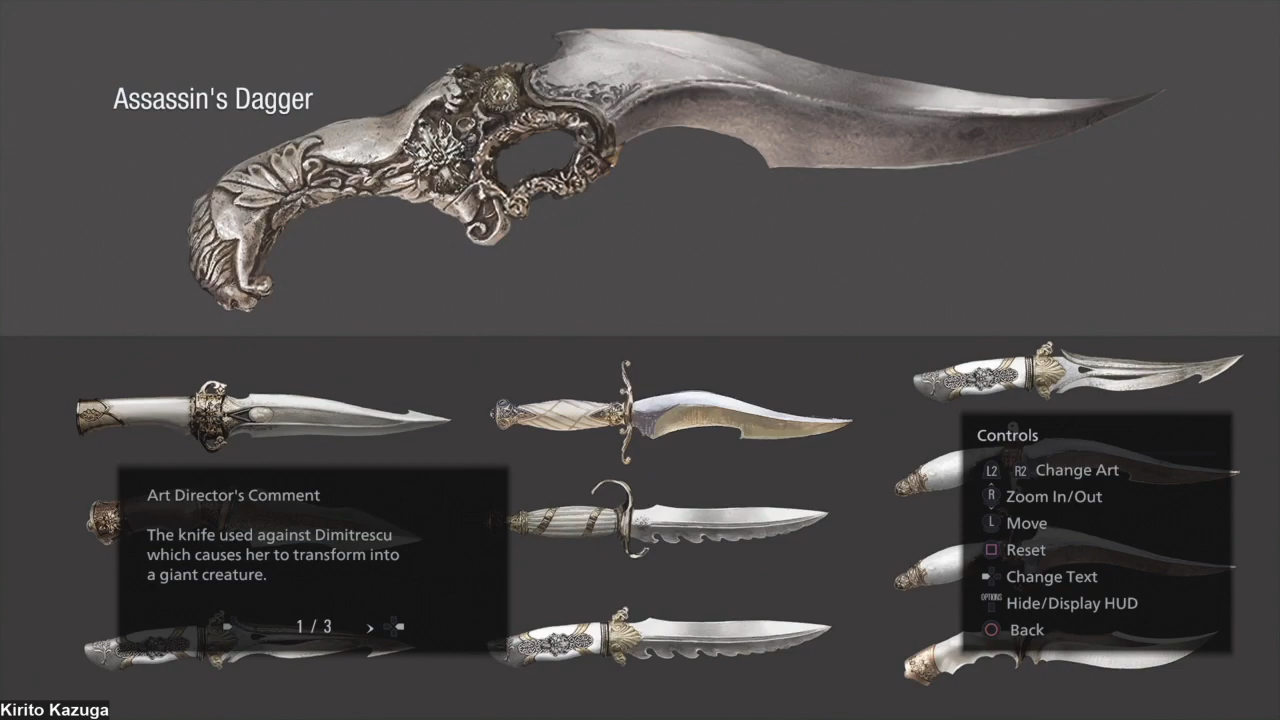 Assassin's Dagger
Art Director's Comment
The knife used against Dimitrescu
which causes her to transform into
a giant creature.
1 / 3
Controls
L2 R2 Change Art
R Zoom In/Out
L Move
Reset
Change Text
OPTIONS Hide/Display HUD
Back
Kirito Kazuga